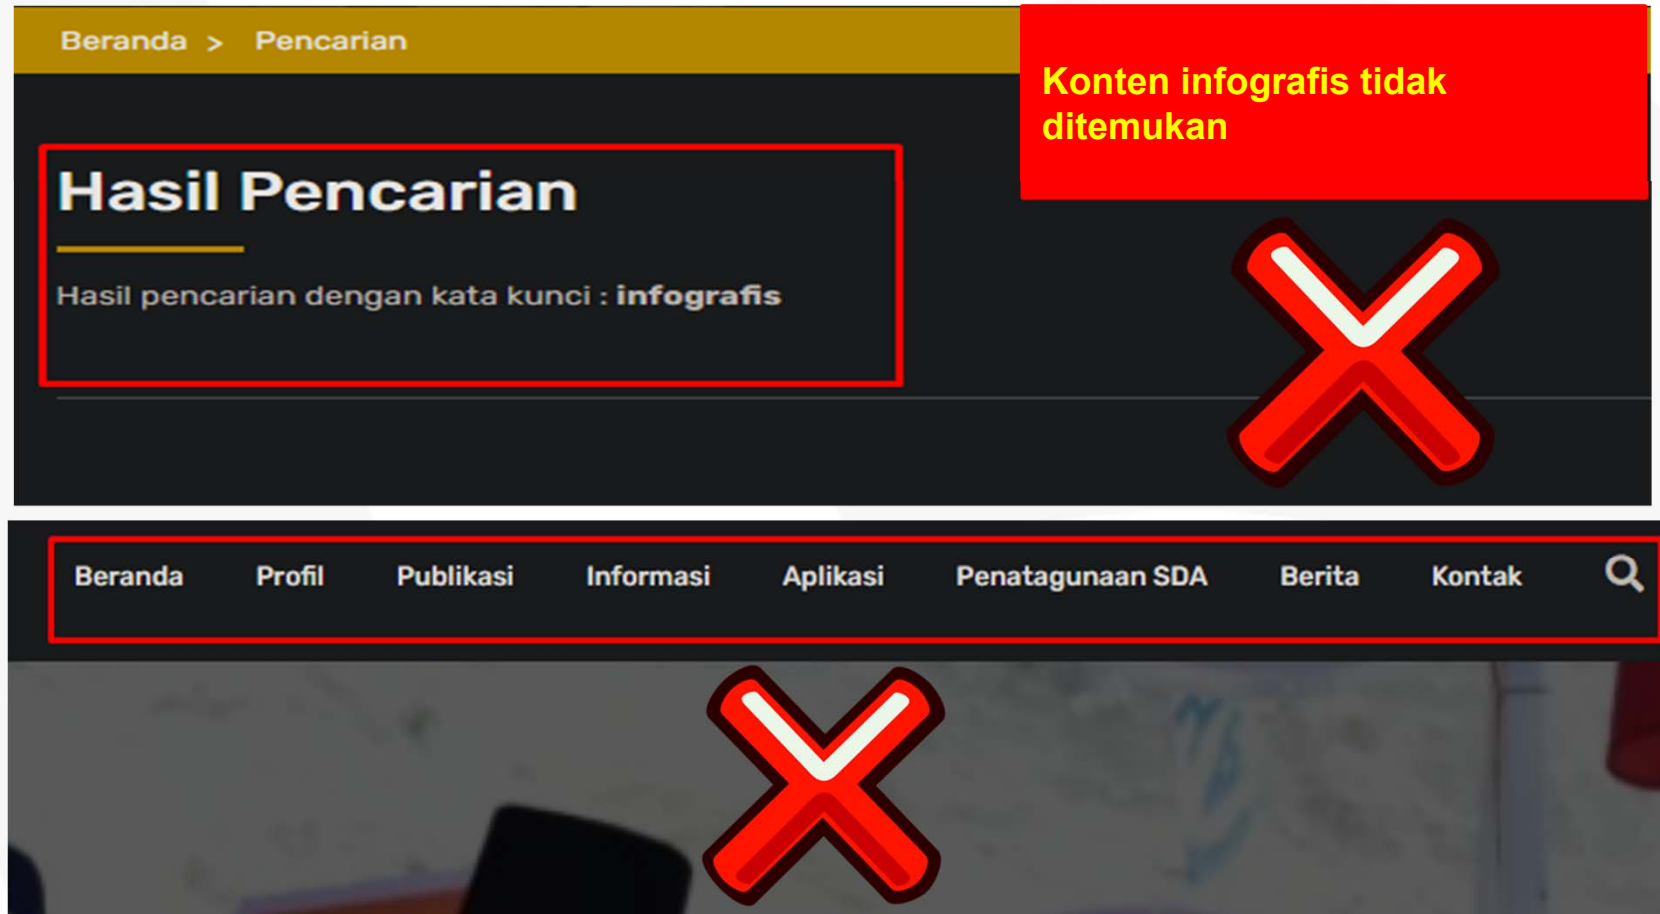 Beranda > Pencarian
Konten infografis tidak
ditemukan
Hasil Pencarian
Hasil pencarian dengan kata kunci : infografis
Beranda Profil Publikasi Informasi Aplikasi Penatagunaan SDA Berita Kontak